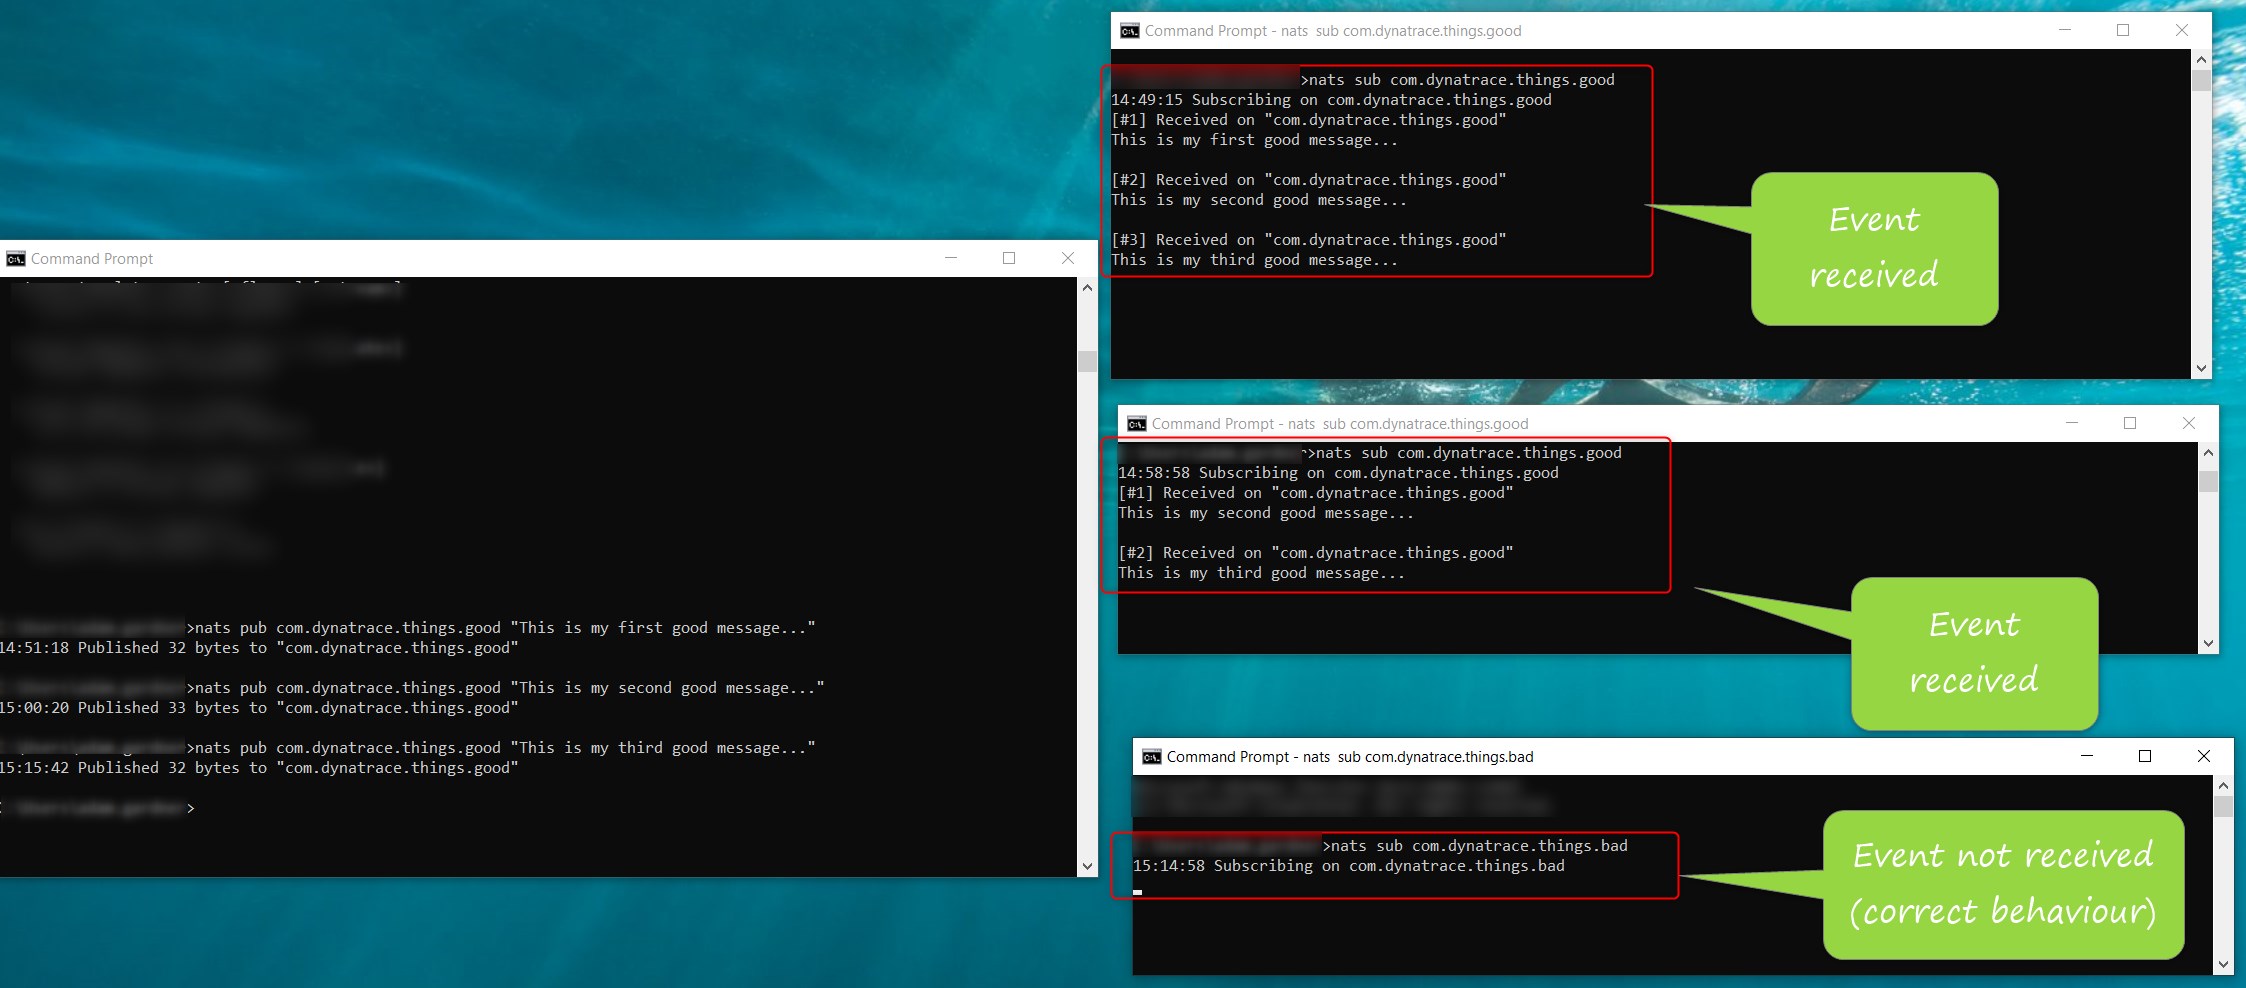 Command Prompt
>nats pub com.dynatrace.things.good "This is my first good message..."
14:51:18 Published 32 bytes to "com.dynatrace.things.good"
>nats pub com.dynatrace.things.good "This is my second good message..."
15:00:20 Published 33 bytes to "com.dynatrace.things.good"
>nats pub com.dynatrace.things.good "This is my third good message..."
15:15:42 Published 32 bytes to "com.dynatrace.things.good"
>
Command Prompt - nats  sub com.dynatrace.things.good
>nats sub com.dynatrace.things.good
14:49:15 Subscribing on com.dynatrace.things.good
[#1] Received on "com.dynatrace.things.good"
This is my first good message...
[#2] Received on "com.dynatrace.things.good"
This is my second good message...
[#3] Received on "com.dynatrace.things.good"
This is my third good message...
Event
received
Command Prompt - nats  sub com.dynatrace.things.good
>nats sub com.dynatrace.things.good
14:58:58 Subscribing on com.dynatrace.things.good
[#1] Received on "com.dynatrace.things.good"
This is my second good message...
[#2] Received on "com.dynatrace.things.good"
This is my third good message...
Event
received
Command Prompt - nats  sub com.dynatrace.things.bad
>nats sub com.dynatrace.things.bad
15:14:58 Subscribing on com.dynatrace.things.bad
Event not received
(correct behaviour)